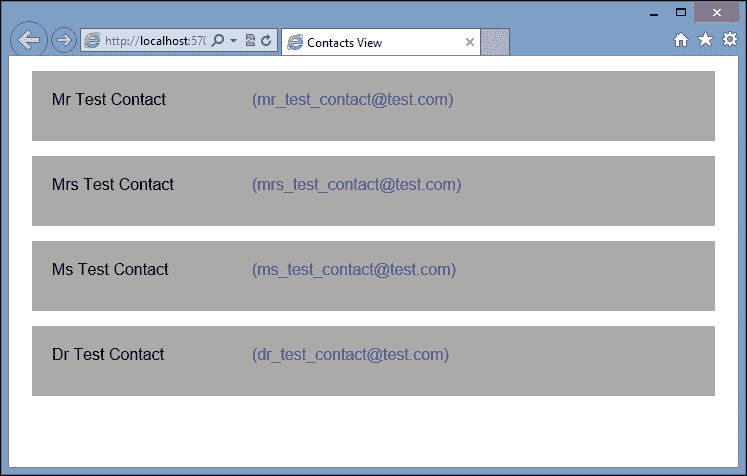 http://localhost:570
Contacts View
Mr Test Contact (mr_test_contact@test.com)
Mrs Test Contact (mrs_test_contact@test.com)
Ms Test Contact (ms_test_contact@test.com)
Dr Test Contact (dr_test_contact@test.com)